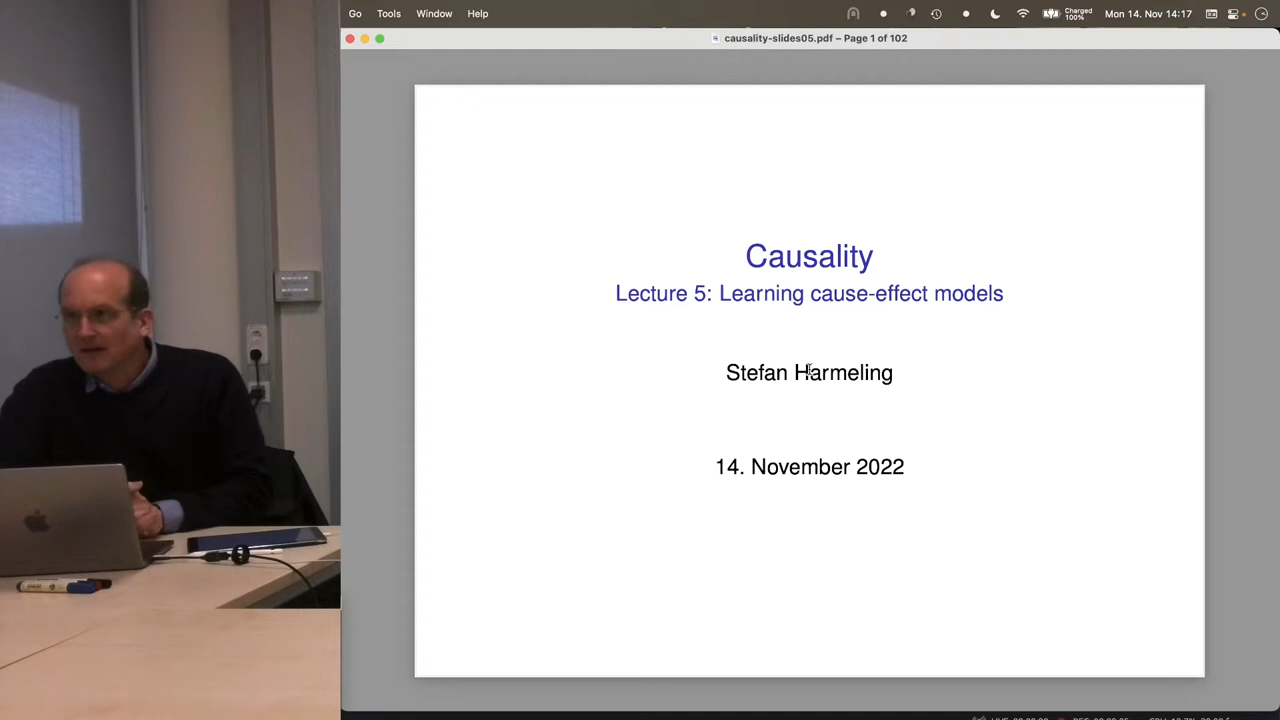 Go Tools Window Help
Charged 100% Mon 14. Nov 14:17
causality-slides05.pdf – Page 1 of 102
Causality
Lecture 5: Learning cause-effect models
Stefan Harmeling
14. November 2022